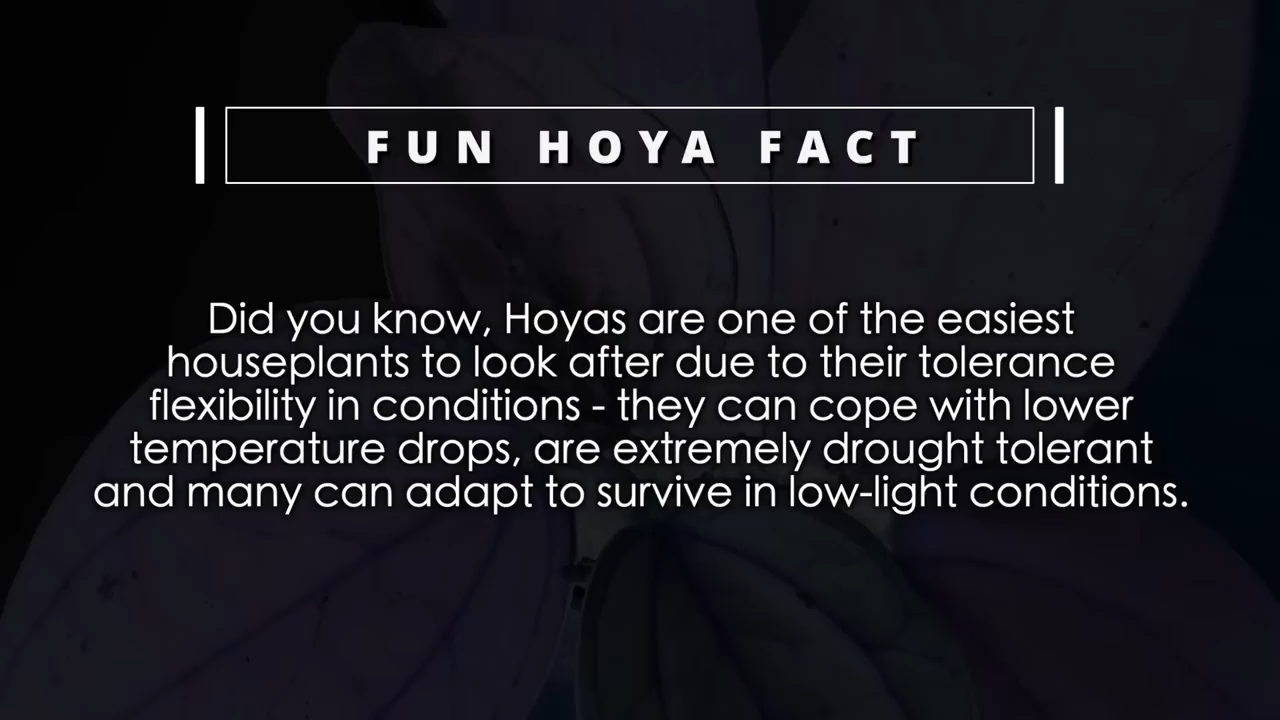 FUN HOYA FACT
Did you know, Hoyas are one of the easiest
houseplants to look after due to their tolerance
flexibility in conditions - they can cope with lower
temperature drops, are extremely drought tolerant
and many can adapt to survive in low-light conditions.